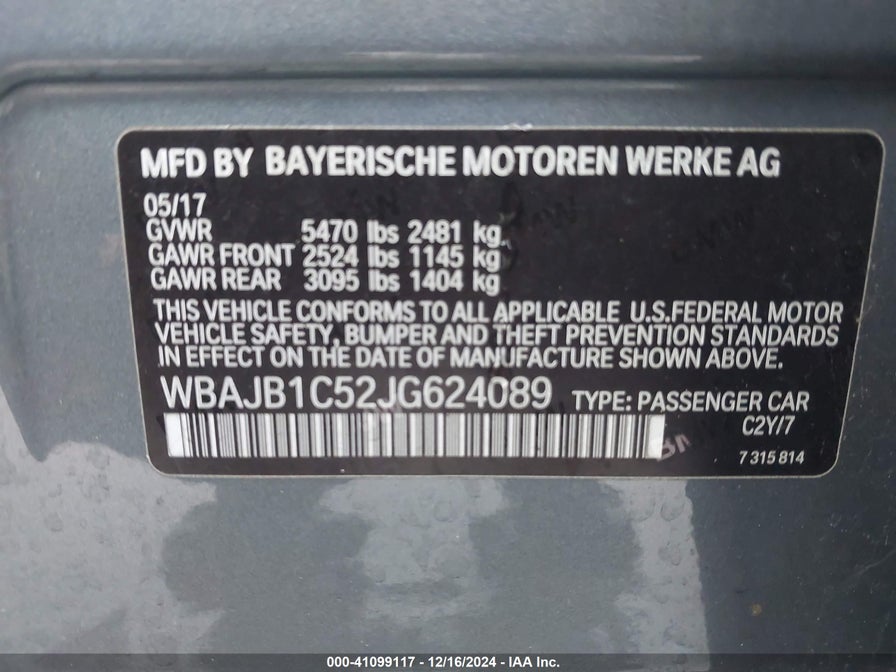 MFD BY BAYERISCHE MOTOREN WERKE AG
05/17
GVWR 5470 lbs 2481 kg
GAWR FRONT 2524 lbs 1145 kg
GAWR REAR 3095 lbs 1404 kg
THIS VEHICLE CONFORMS TO ALL APPLICABLE U.S.FEDERAL MOTOR
VEHICLE SAFETY, BUMPER AND THEFT PREVENTION STANDARDS
IN EFFECT ON THE DATE OF MANUFACTURE SHOWN ABOVE.
WBAJB1C52JG624089 TYPE: PASSENGER CAR
C2Y/7
BMW
7 315 814
000-41099117 - 12/16/2024 - IAA Inc.